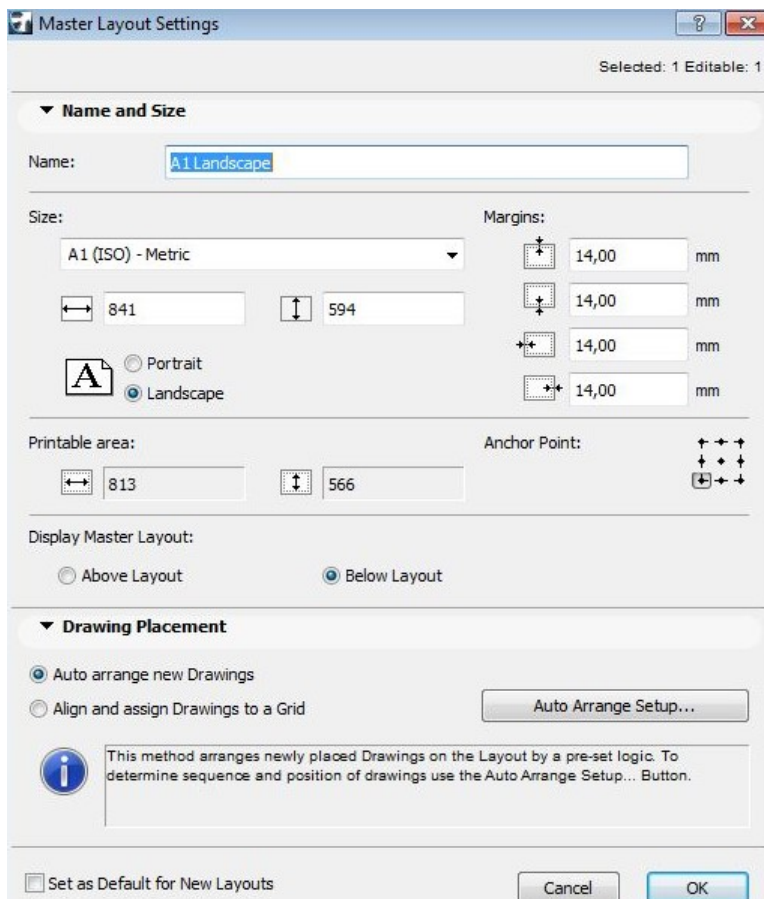 Master Layout Settings
Selected: 1 Editable: 1
Name and Size
Name: A1 Landscape
Size: Margins:
A1 (ISO) - Metric 14,00 mm
841 594 14,00 mm
14,00 mm
A Portrait
Landscape 14,00 mm
Printable area: Anchor Point:
813 566
Display Master Layout:
Above Layout Below Layout
Drawing Placement
Auto arrange new Drawings
Align and assign Drawings to a Grid Auto Arrange Setup...
This method arranges newly placed Drawings on the Layout by a pre-set logic. To
determine sequence and position of drawings use the Auto Arrange Setup... Button.
Set as Default for New Layouts Cancel OK